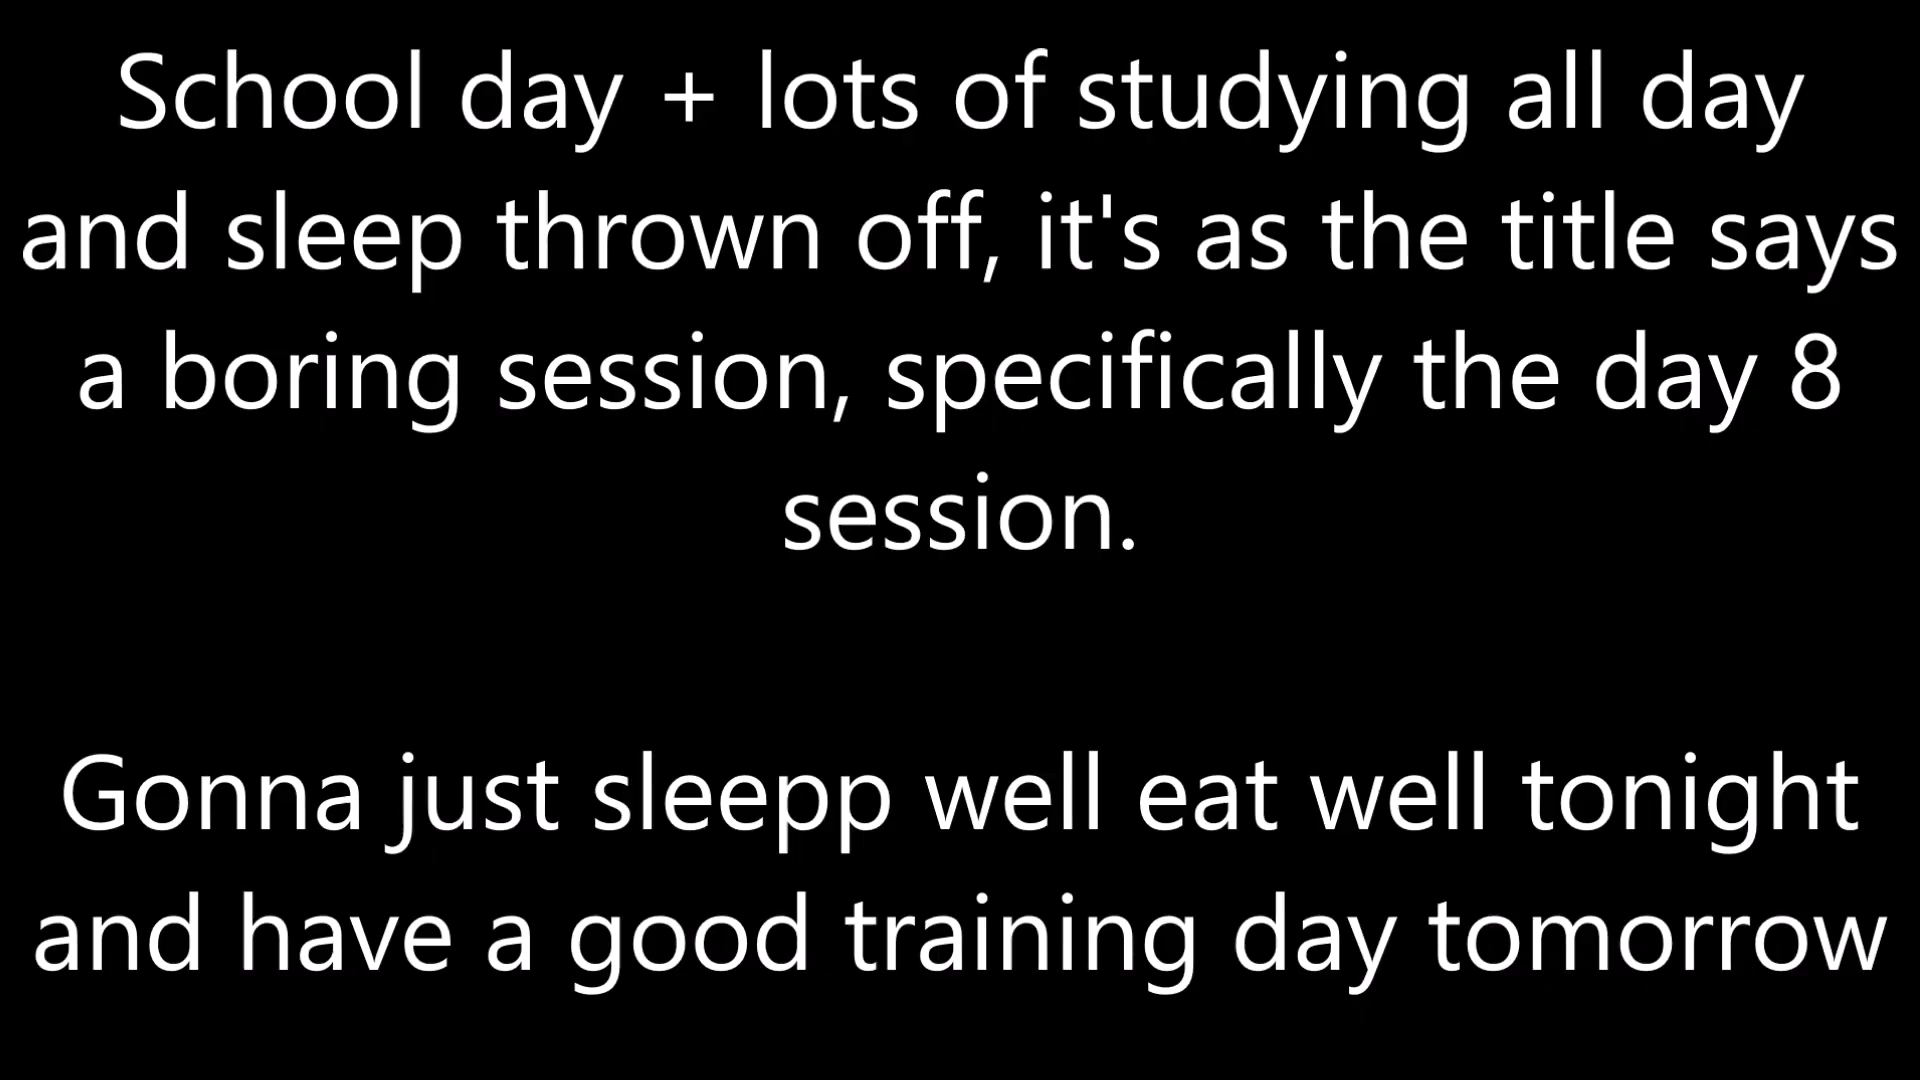 School day + lots of studying all day
and sleep thrown off, it's as the title says
a boring session, specifically the day 8
session.
Gonna just sleepp well eat well tonight
and have a good training day tomorrow